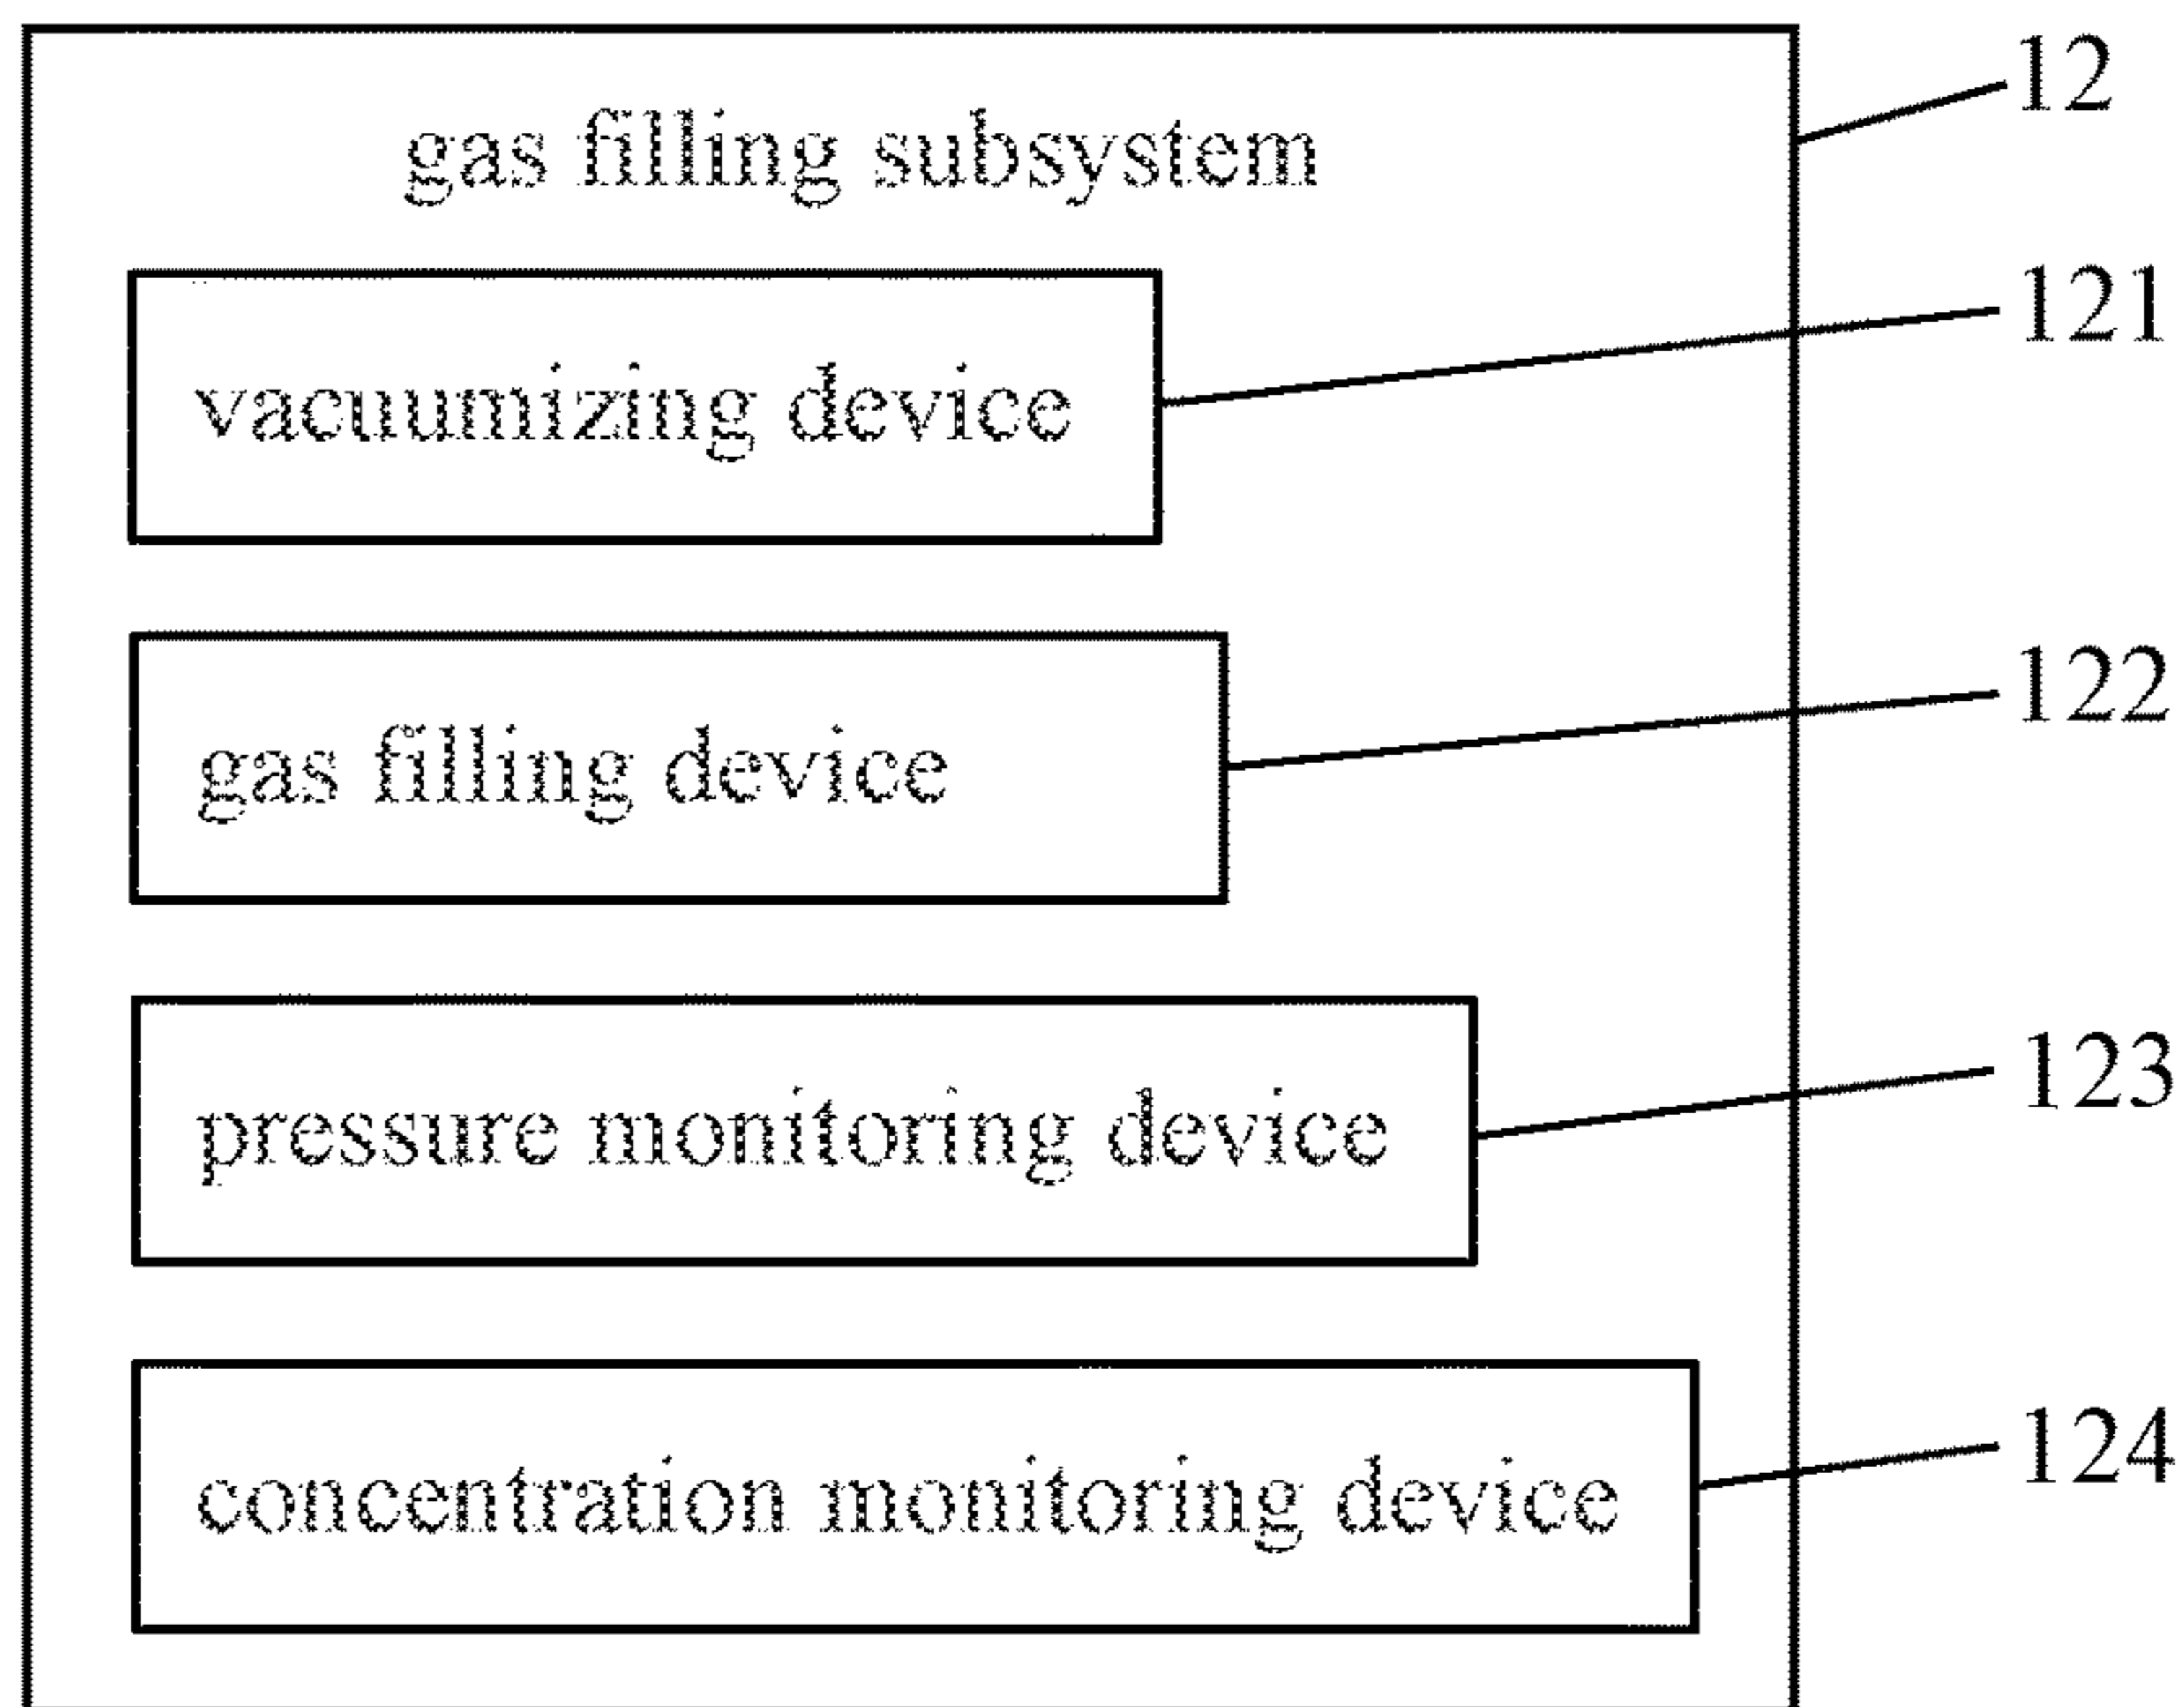 gas filling subsystem
12
vacuumizing device
121
gas filling device
122
pressure monitoring device
123
concentration monitoring device
124